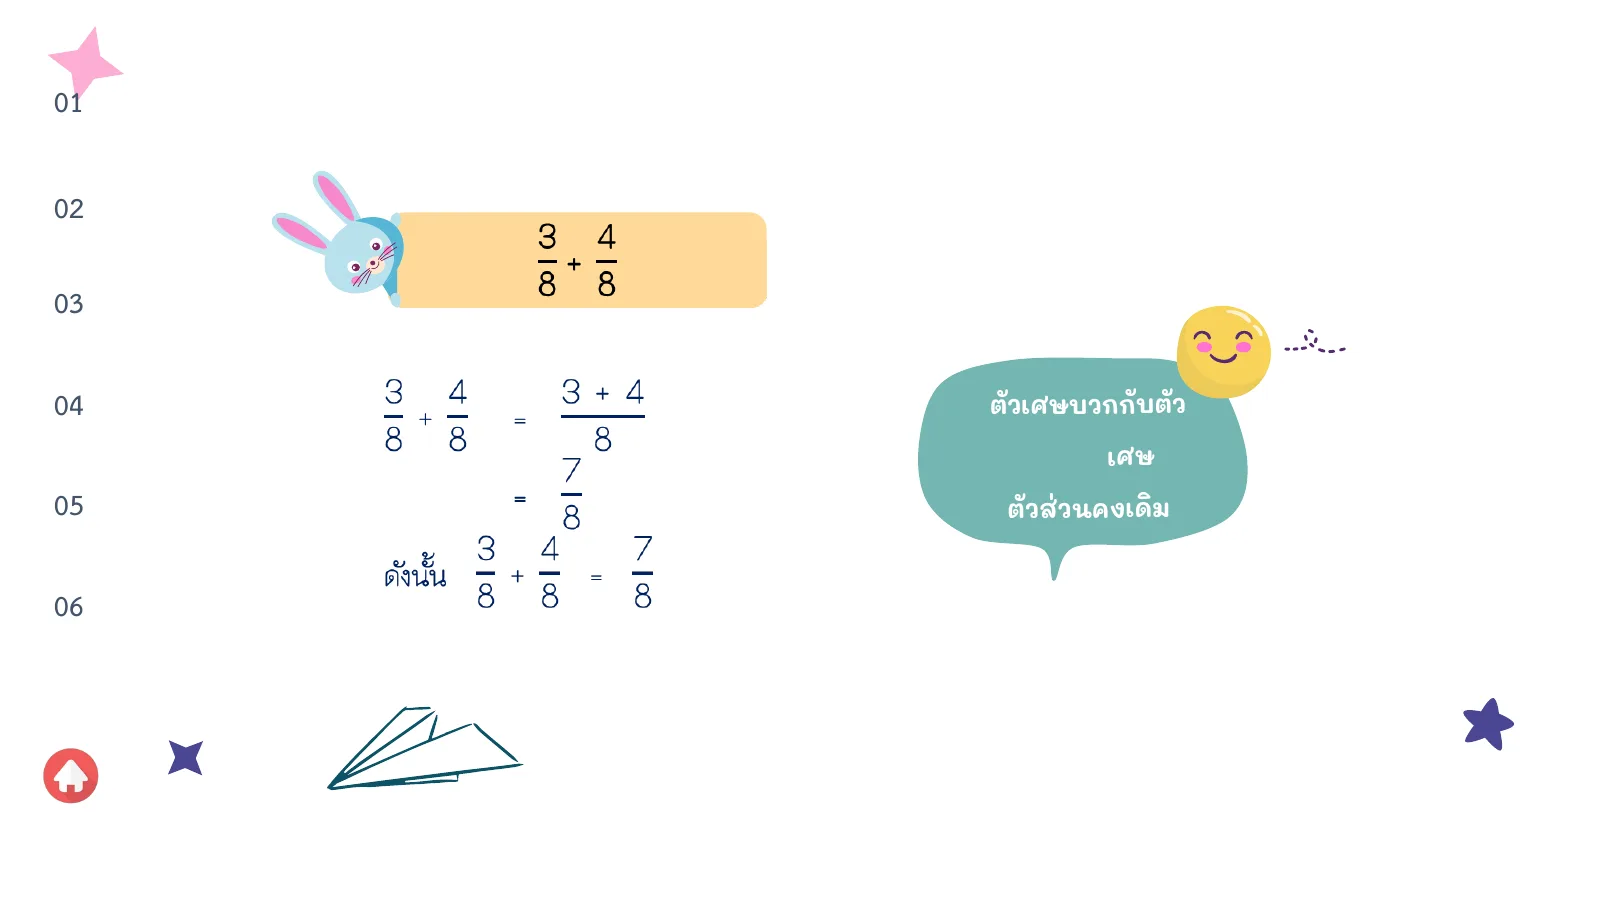 01
02
03
04
05
06
3/8 + 4/8
3/8 + 4/8 = (3 + 4)/8
= 7/8
ดังนั้น 3/8 + 4/8 = 7/8
ตัวเศษบวกกับตัว
เศษ
ตัวส่วนคงเดิม